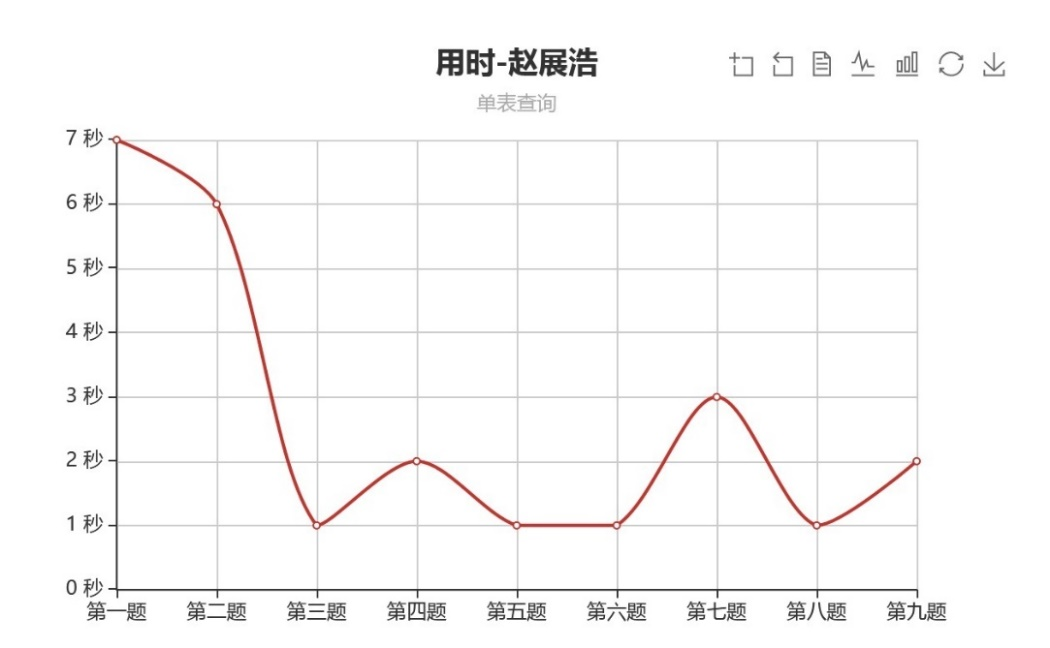 用时-赵展浩
单表查询
7 秒
6 秒
5 秒
4 秒
3 秒
2 秒
1 秒
0 秒
第一题 第二题 第三题 第四题 第五题 第六题 第七题 第八题 第九题